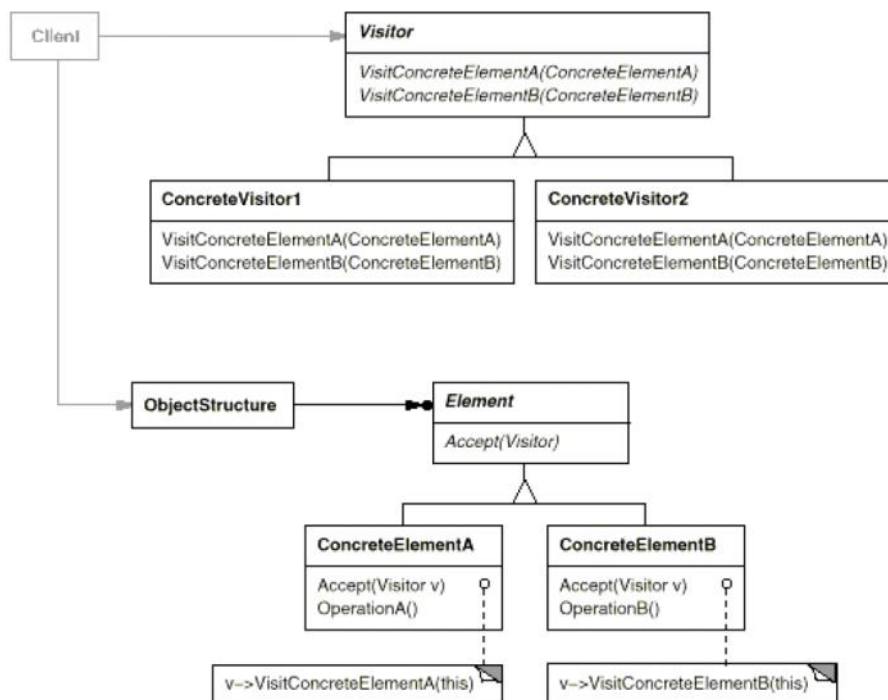 Client
Visitor
VisitConcreteElementA(ConcreteElementA)
VisitConcreteElementB(ConcreteElementB)
ConcreteVisitor1
VisitConcreteElementA(ConcreteElementA)
VisitConcreteElementB(ConcreteElementB)
ConcreteVisitor2
VisitConcreteElementA(ConcreteElementA)
VisitConcreteElementB(ConcreteElementB)
ObjectStructure
Element
Accept(Visitor)
ConcreteElementA
Accept(Visitor v)
OperationA()
ConcreteElementB
Accept(Visitor v)
OperationB()
v->VisitConcreteElementA(this)
v->VisitConcreteElementB(this)